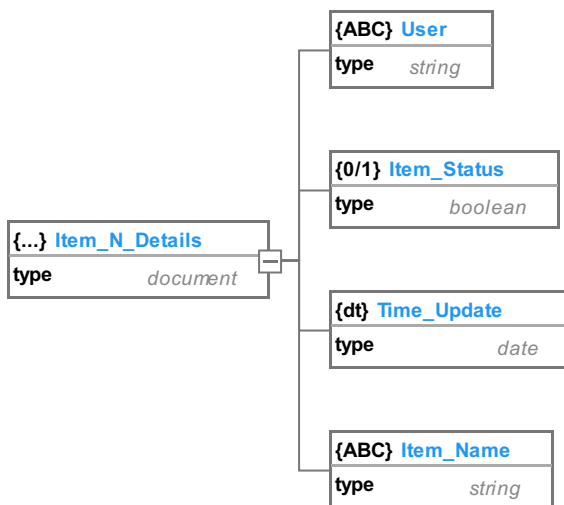 {ABC} User
type string
{0/1} Item_Status
type boolean
{...} Item_N_Details
type document
{dt} Time_Update
type date
{ABC} Item_Name
type string